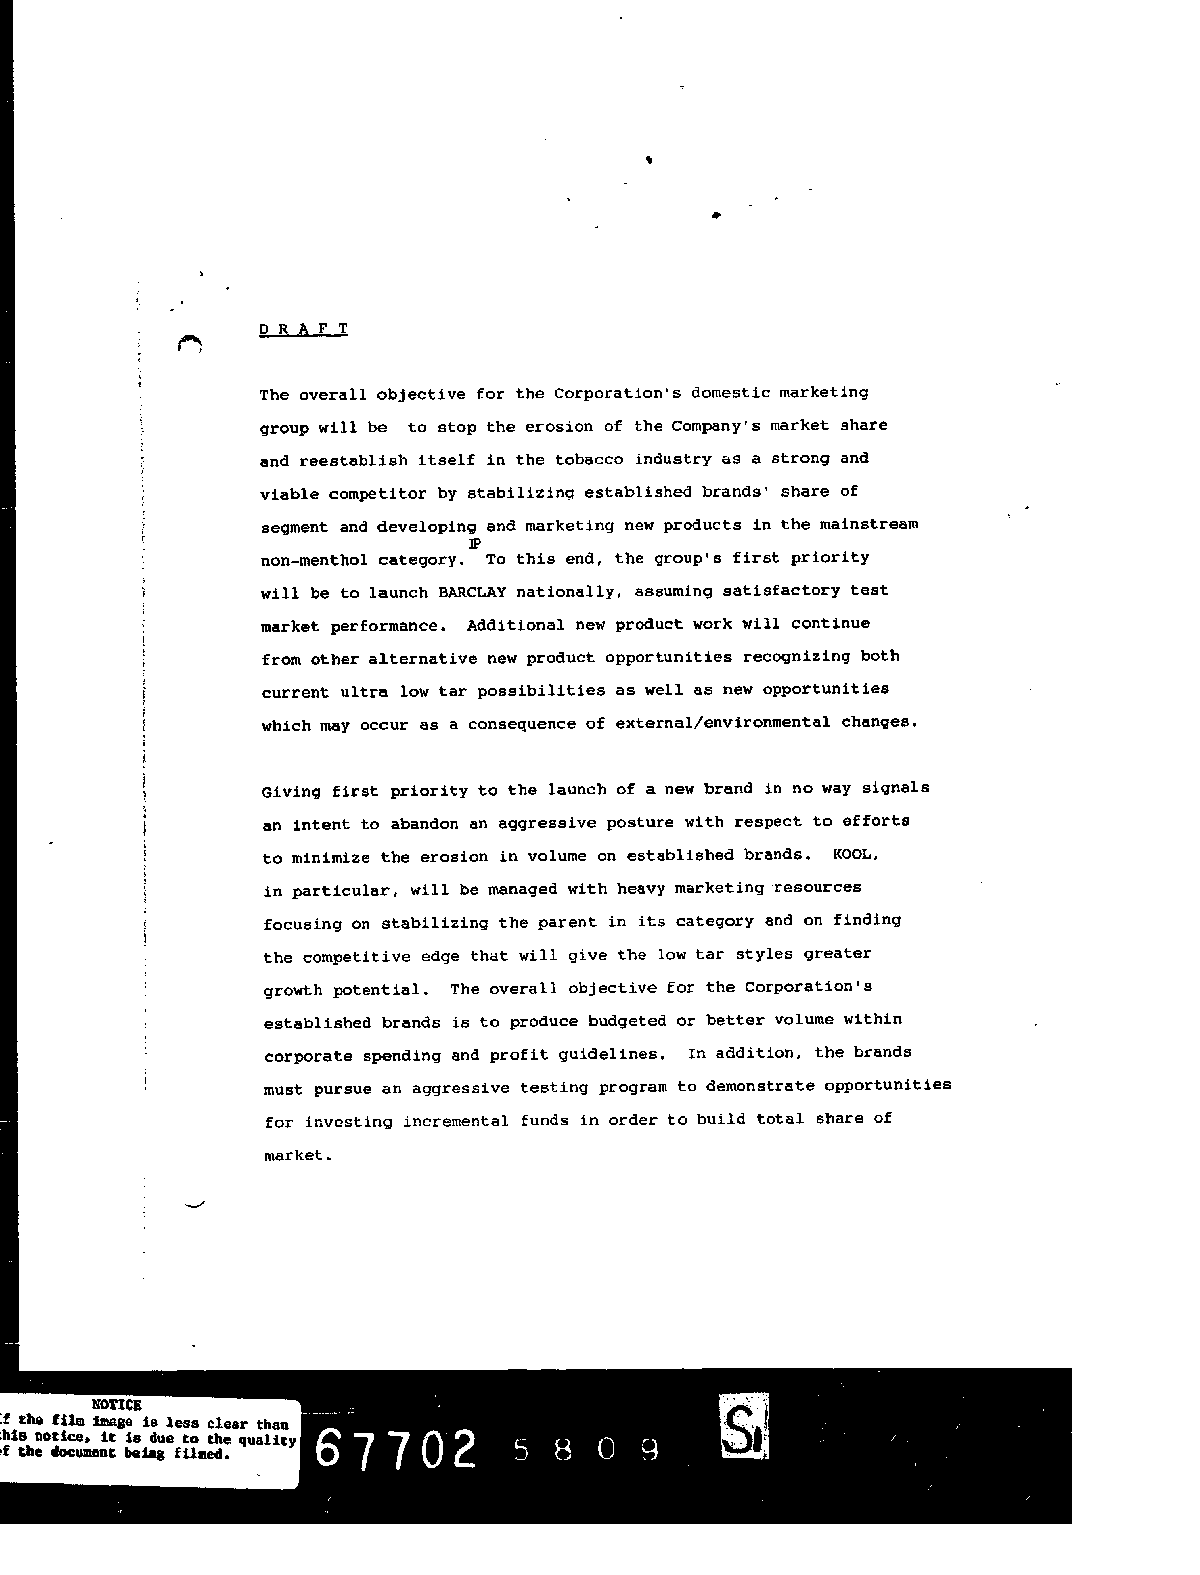 D R A F T
The overall objective for the Corporation's domestic marketing
group will be to stop the erosion of the Company's market share
and reestablish itself in the tobacco industry as a strong and
viable competitor by stabilizing established brands' share of
segment and developing and marketing new products in the mainstream
non-menthol category. IP To this end, the group's first priority
will be to launch BARCLAY nationally, assuming satisfactory test
market performance. Additional new product work will continue
from other alternative new product opportunities recognizing both
current ultra low tar possibilities as well as new opportunities
which may occur as a consequence of external/environmental changes.
Giving first priority to the launch of a new brand in no way signals
an intent to abandon an aggressive posture with respect to efforts
to minimize the erosion in volume on established brands. KOOL,
in particular, will be managed with heavy marketing resources
focusing on stabilizing the parent in its category and on finding
the competitive edge that will give the low tar styles greater
growth potential. The overall objective for the Corporation's
established brands is to produce budgeted or better volume within
corporate spending and profit guidelines. In addition, the brands
must pursue an aggressive testing program to demonstrate opportunities
for investing incremental funds in order to build total share of
market.
NOTICE
If the film image is less clear than
this notice, it is due to the quality
of the document being filmed.
67702 5809
Si